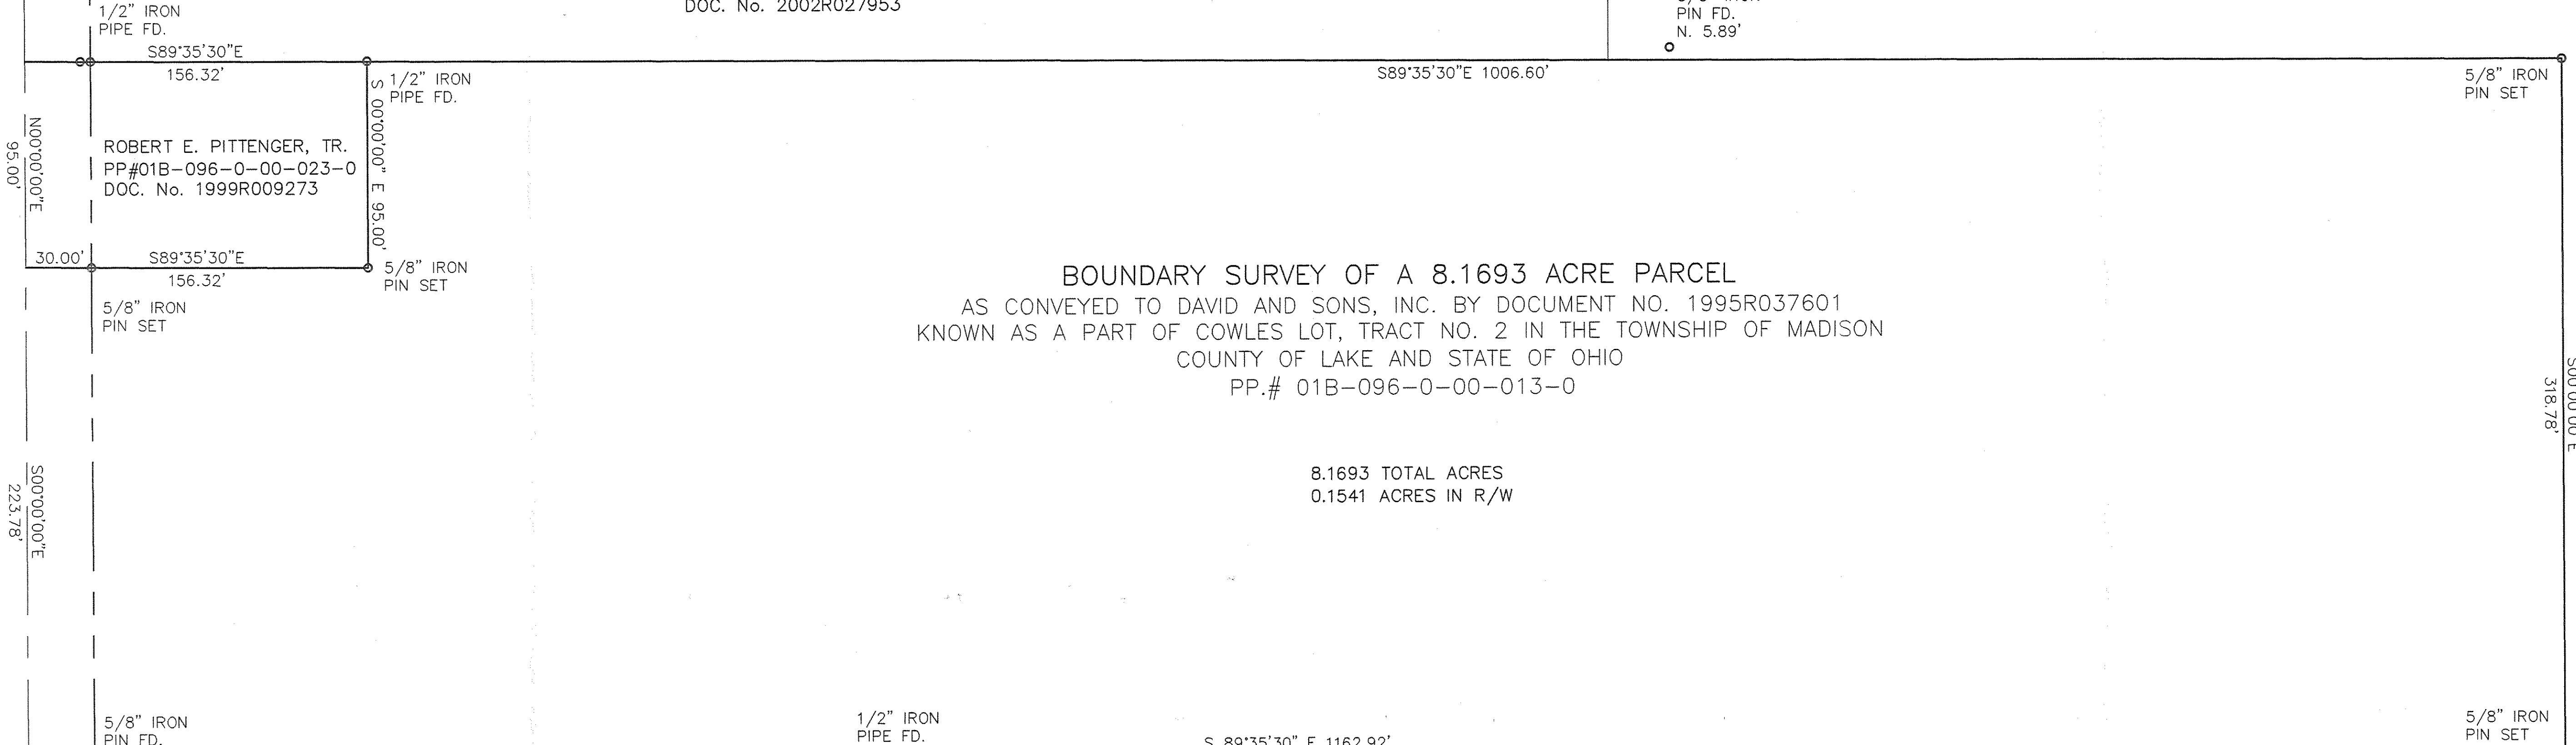 DOC. No. 2002R027953
1/2" IRON
PIPE FD.
PIN FD.
N. 5.89'
S89°35'30"E
156.32'
1/2" IRON
PIPE FD.
S89°35'30"E 1006.60'
5/8" IRON
PIN SET
N00°00'00"E
95.00'
ROBERT E. PITTENGER, TR.
PP#01B-096-0-00-023-0
DOC. No. 1999R009273
S 00°00'00" E 95.00'
30.00'
S89°35'30"E
156.32'
5/8" IRON
PIN SET
5/8" IRON
PIN SET
BOUNDARY SURVEY OF A 8.1693 ACRE PARCEL
AS CONVEYED TO DAVID AND SONS, INC. BY DOCUMENT NO. 1995R037601
KNOWN AS A PART OF COWLES LOT, TRACT NO. 2 IN THE TOWNSHIP OF MADISON
COUNTY OF LAKE AND STATE OF OHIO
PP.# 01B-096-0-00-013-0
S00°00'00"E
318.78'
8.1693 TOTAL ACRES
0.1541 ACRES IN R/W
S00°00'00"E
223.78'
5/8" IRON
PIN FD.
1/2" IRON
PIPE FD.
S 89°35'30" E 1162.92'
5/8" IRON
PIN SET